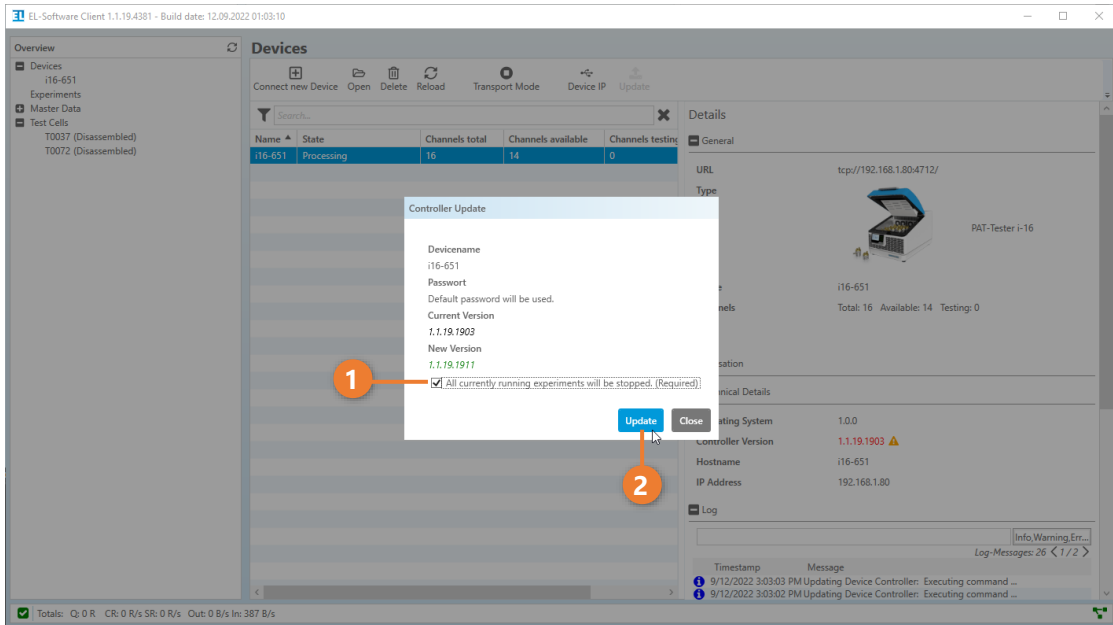 EL-Software Client 1.1.19.4381 - Build date: 12.09.2022 01:03:10
Overview
Devices
i16-651
Experiments
Master Data
Test Cells
T0037 (Disassembled)
T0072 (Disassembled)
Devices
Connect new Device Open Delete Reload Transport Mode Device IP Update
Search...
Name State Channels total Channels available Channels testing
i16-651 Processing 16 14 0
Details
General
URL tcp://192.168.1.80:4712/
Type
PAT-Tester i-16
i16-651
nels Total: 16 Available: 14 Testing: 0
sation
nical Details
ating System 1.0.0
Controller Version 1.1.19.1903
Hostname i16-651
IP Address 192.168.1.80
Log
Info,Warning,Err...
Log-Messages: 26 1 / 2
Timestamp Message
9/12/2022 3:03:03 PM Updating Device Controller: Executing command ...
9/12/2022 3:03:02 PM Updating Device Controller: Executing command ...
Controller Update
Devicename
i16-651
Passwort
Default password will be used.
Current Version
1.1.19.1903
New Version
1.1.19.1911
1
All currently running experiments will be stopped. (Required)
Update Close
2
Totals: Q: 0 R CR: 0 R/s SR: 0 R/s Out: 0 B/s In: 387 B/s